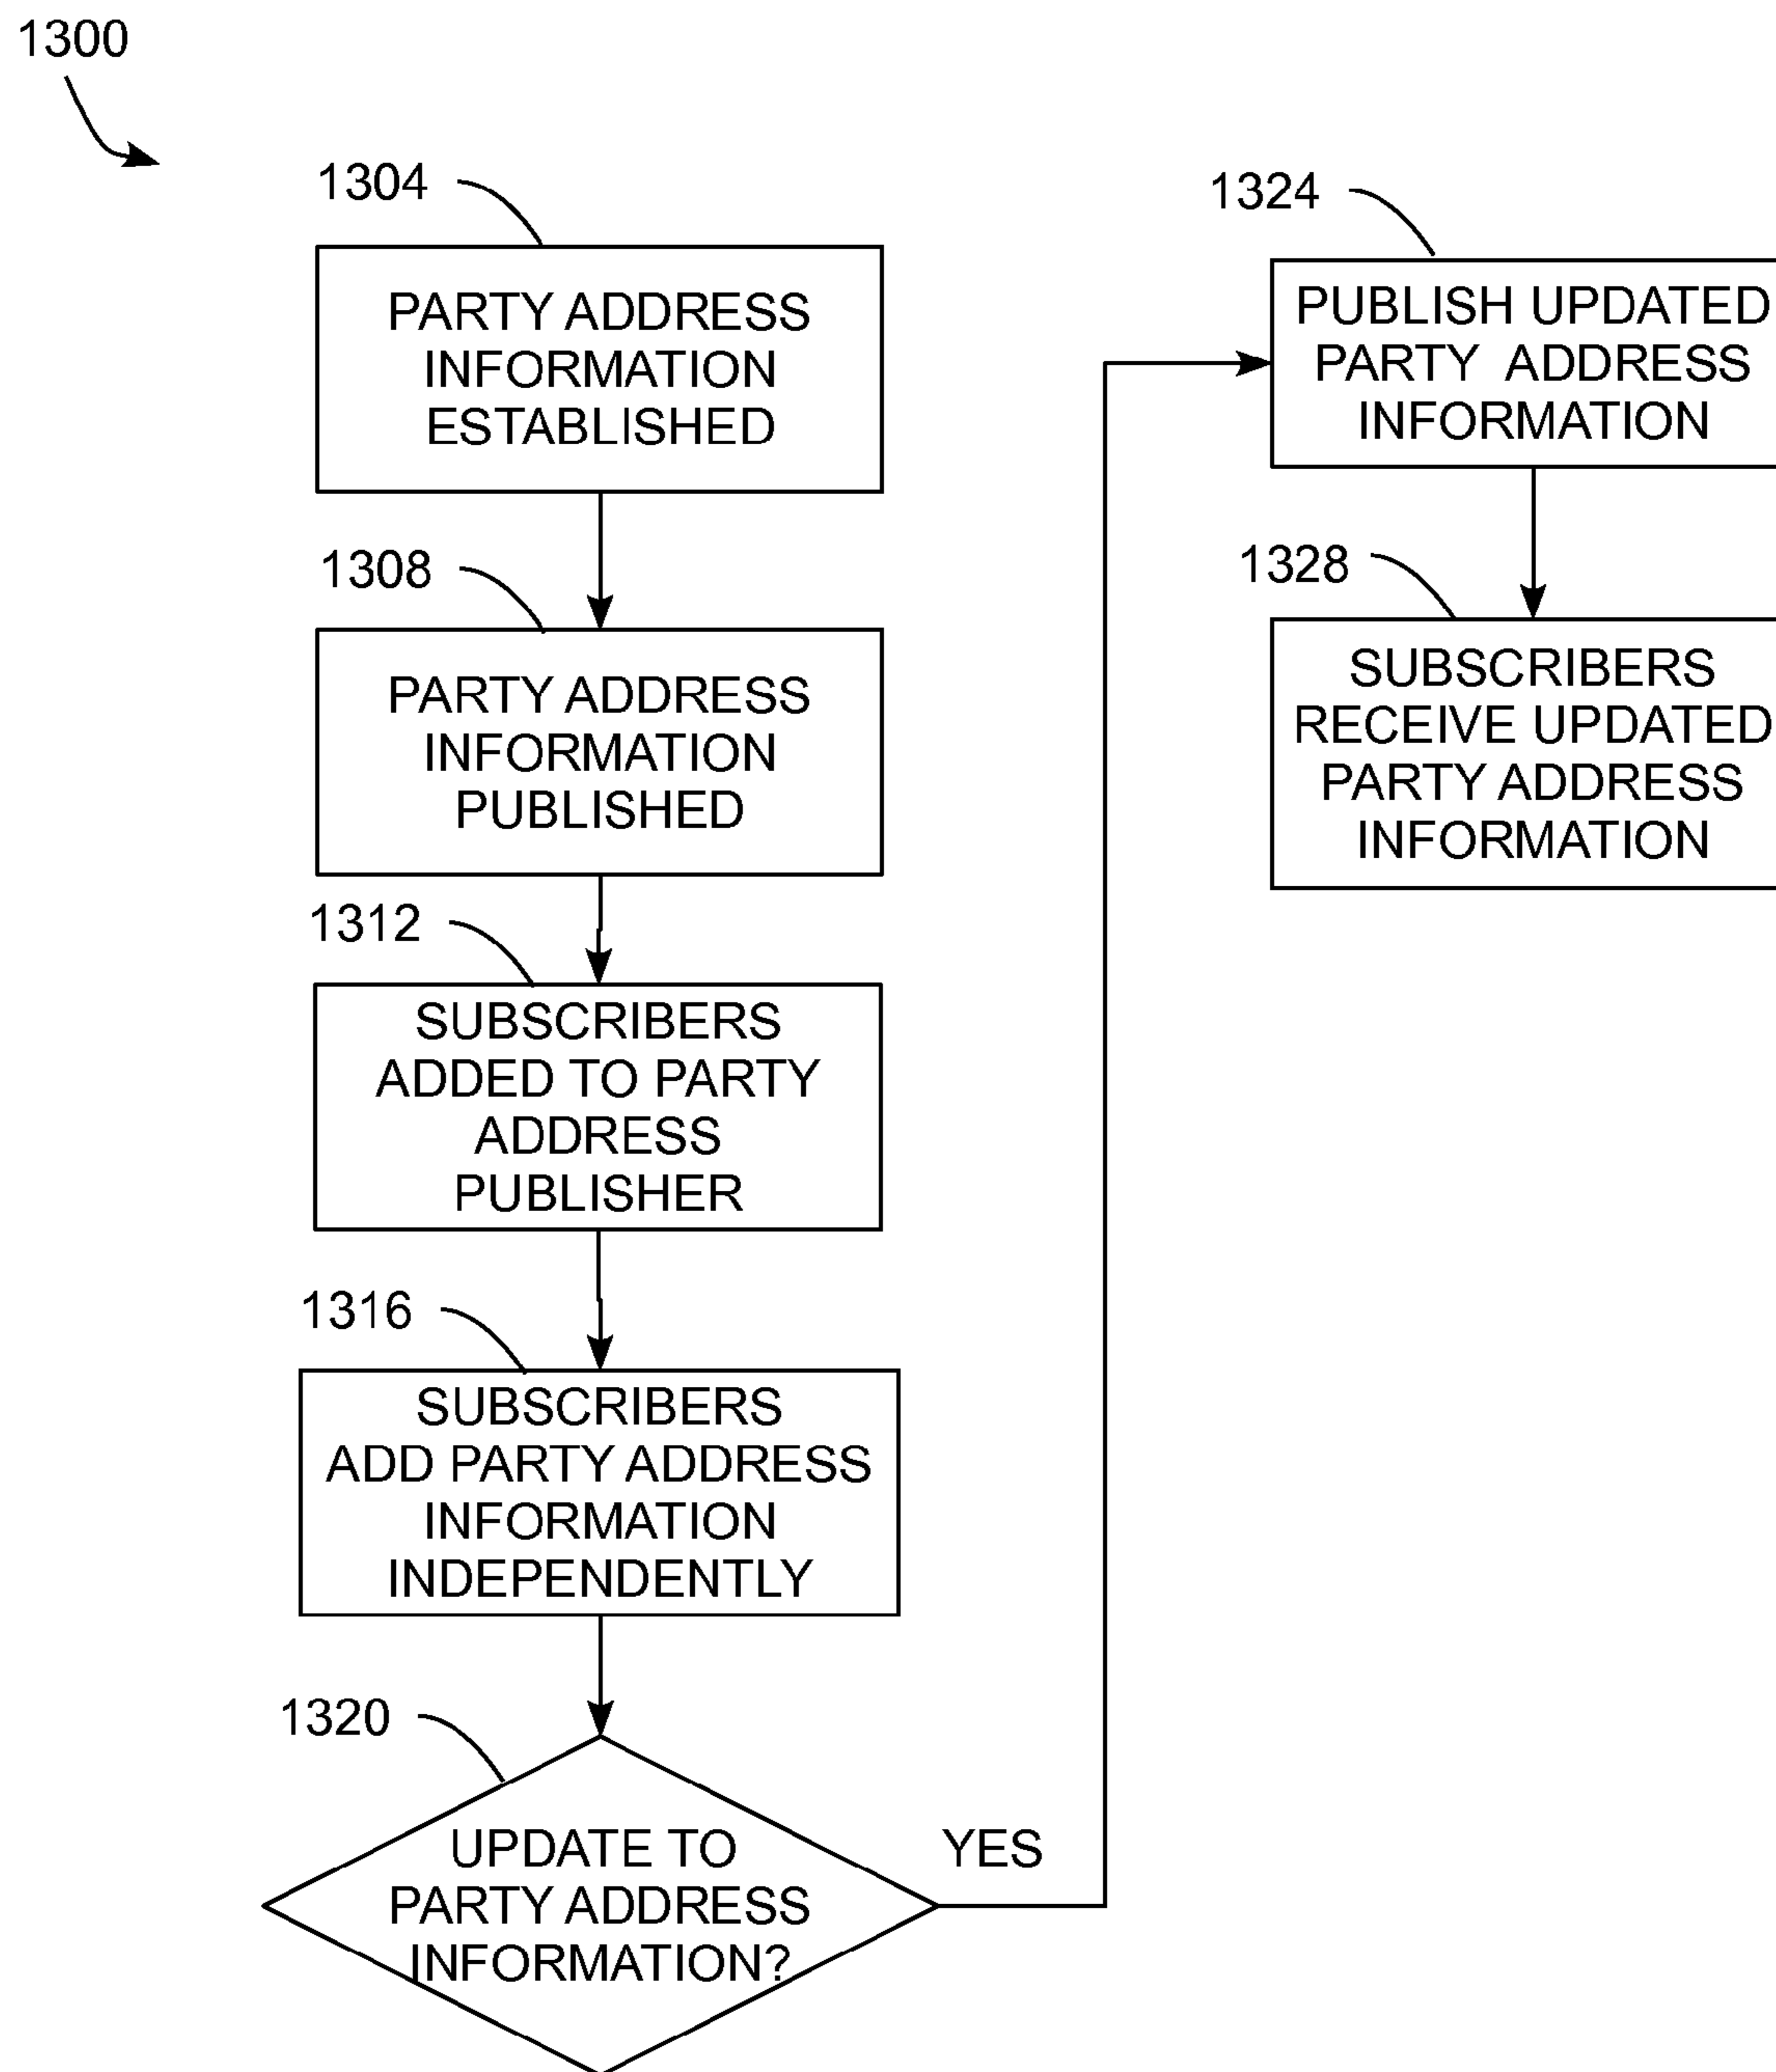 1300
1304
PARTY ADDRESS
INFORMATION
ESTABLISHED
1308
PARTY ADDRESS
INFORMATION
PUBLISHED
1312
SUBSCRIBERS
ADDED TO PARTY
ADDRESS
PUBLISHER
1316
SUBSCRIBERS
ADD PARTY ADDRESS
INFORMATION
INDEPENDENTLY
1320
UPDATE TO
PARTY ADDRESS
INFORMATION?
YES
1324
PUBLISH UPDATED
PARTY ADDRESS
INFORMATION
1328
SUBSCRIBERS
RECEIVE UPDATED
PARTY ADDRESS
INFORMATION